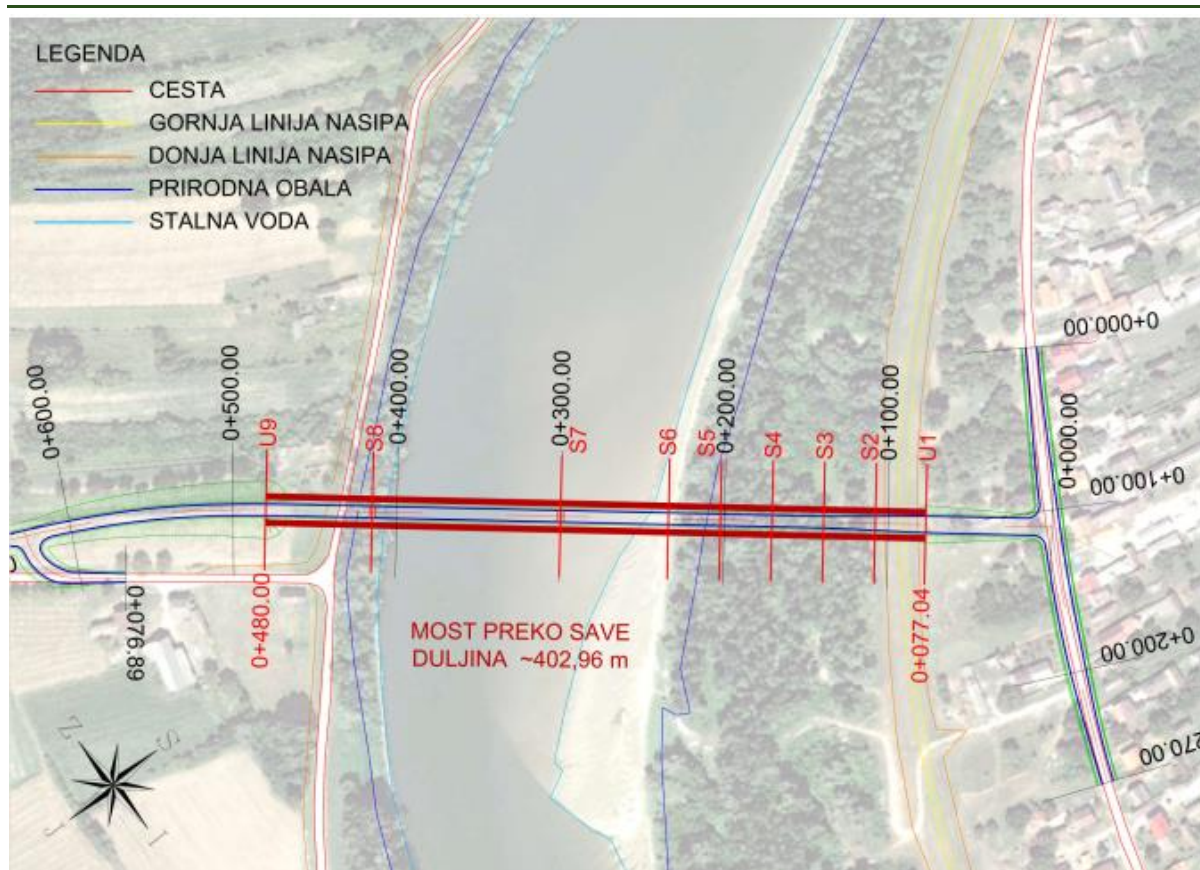 LEGENDA
CESTA
GORNJA LINIJA NASIPA
DONJA LINIJA NASIPA
PRIRODNA OBALA
STALNA VODA
0+600.00
0+500.00
U9
S8
0+400.00
0+300.00
S7
S6
S5
0+200.00
S4
S3
S2
0+100.00
U1
0+000.00
0+000.00
0+100.00
0+200.00
270.00
0+076.89
0+480.00
0+077.04
MOST PREKO SAVE
DULJINA ~402,96 m
Z
S
J
I